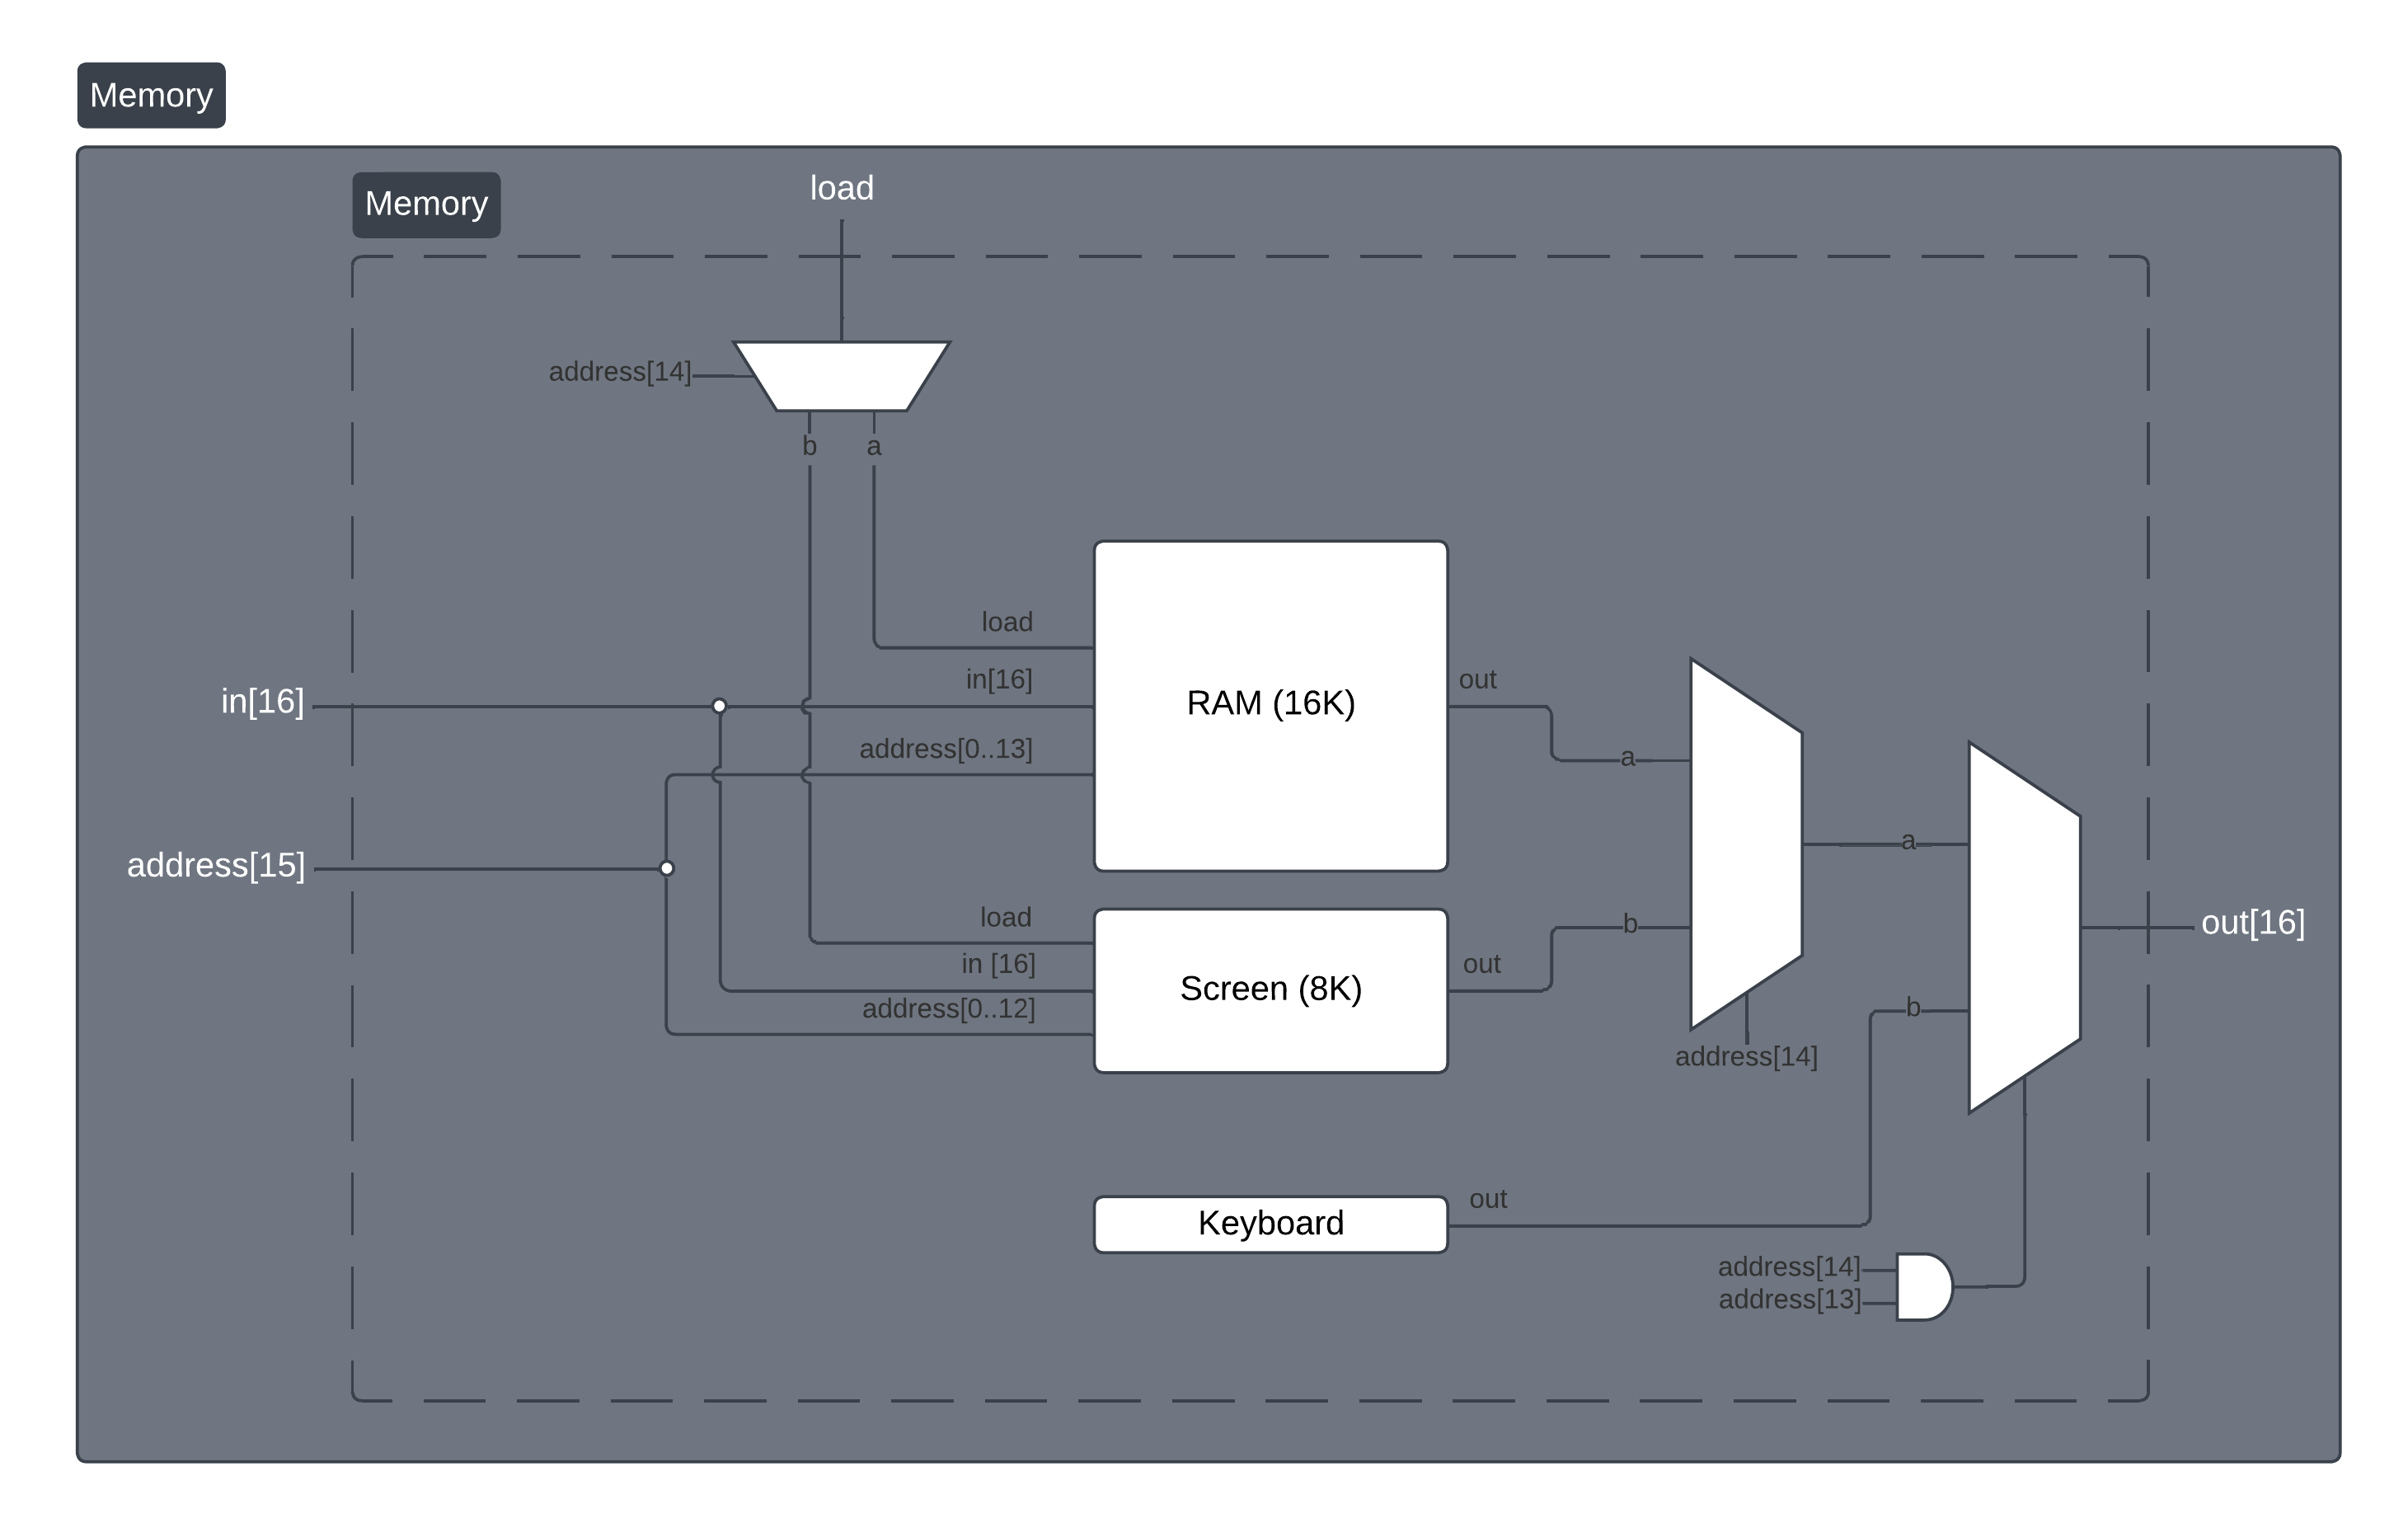 Memory
Memory
load
address[14]
b
a
load
in[16]
in[16]
RAM (16K)
out
address[0..13]
a
address[15]
a
load
b
out[16]
in [16]
Screen (8K)
out
address[0..12]
b
address[14]
out
Keyboard
address[14]
address[13]